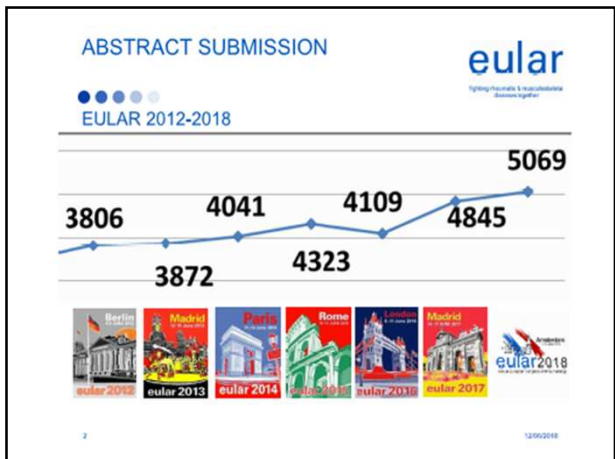 ABSTRACT SUBMISSION
eular
fighting rheumatic & musculoskeletal
diseases together
EULAR 2012-2018
3806
3872
4041
4323
4109
4845
5069
Berlin
eular 2012
Madrid
eular 2013
Paris
eular 2014
Rome
eular 2015
London
eular 2016
Madrid
eular 2017
Amsterdam
eular2018
2
12/06/2018